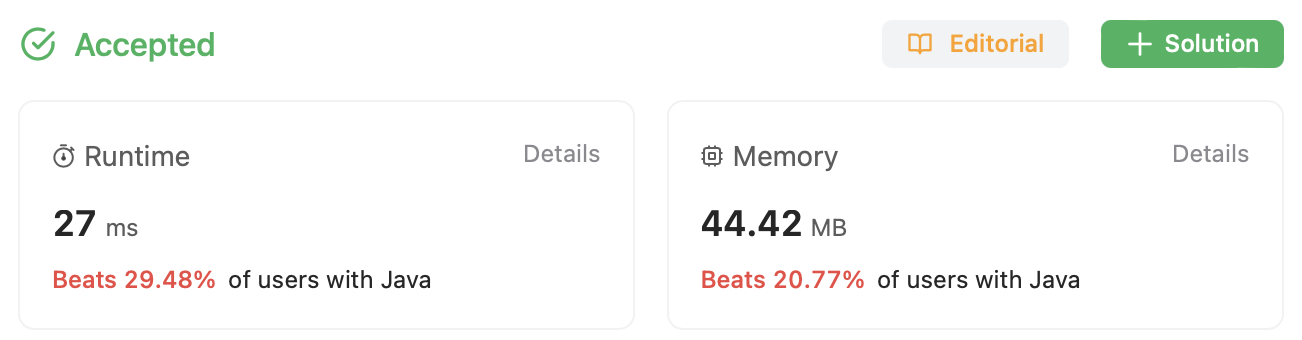 Accepted
Editorial
Solution
Runtime
Details
27 ms
Beats 29.48% of users with Java
Memory
Details
44.42 MB
Beats 20.77% of users with Java